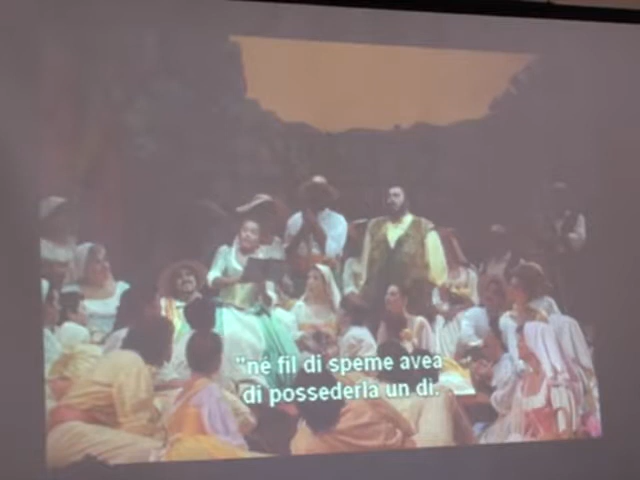 "né fil di speme avea
di possederla un dì.